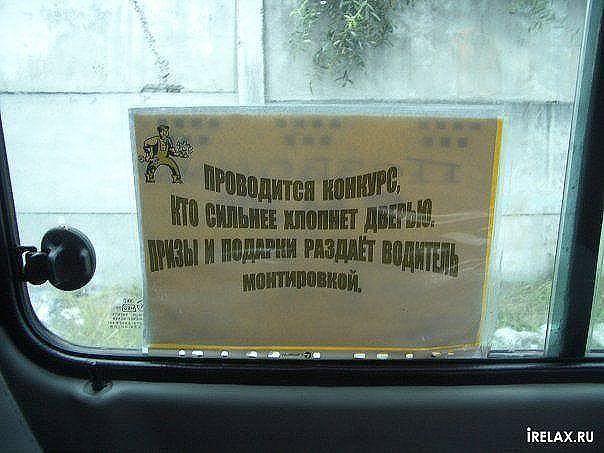 ПРОВОДИТСЯ КОНКУРС,
КТО СИЛЬНЕЕ ХЛОПНЕТ ДВЕРЬЮ.
ПРИЗЫ И ПОДАРКИ РАЗДАЁТ ВОДИТЕЛЬ
МОНТИРОВКОЙ.
iRELAX.RU